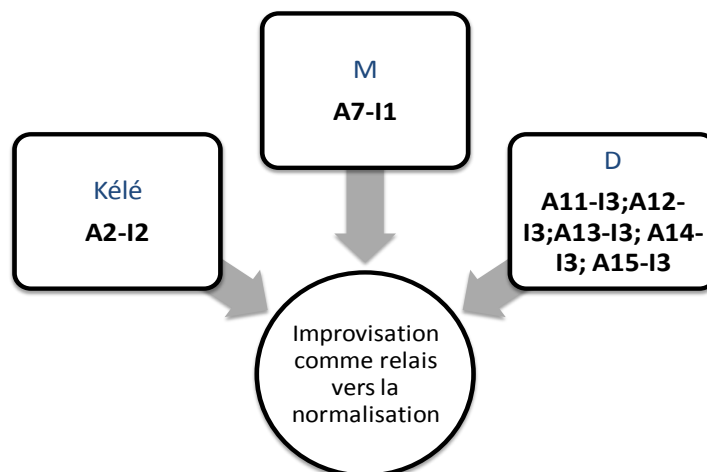 Kélé
A2-I2
M
A7-I1
D
A11-I3;A12-
I3;A13-I3; A14-
I3; A15-I3
Improvisation
comme relais
vers la
normalisation